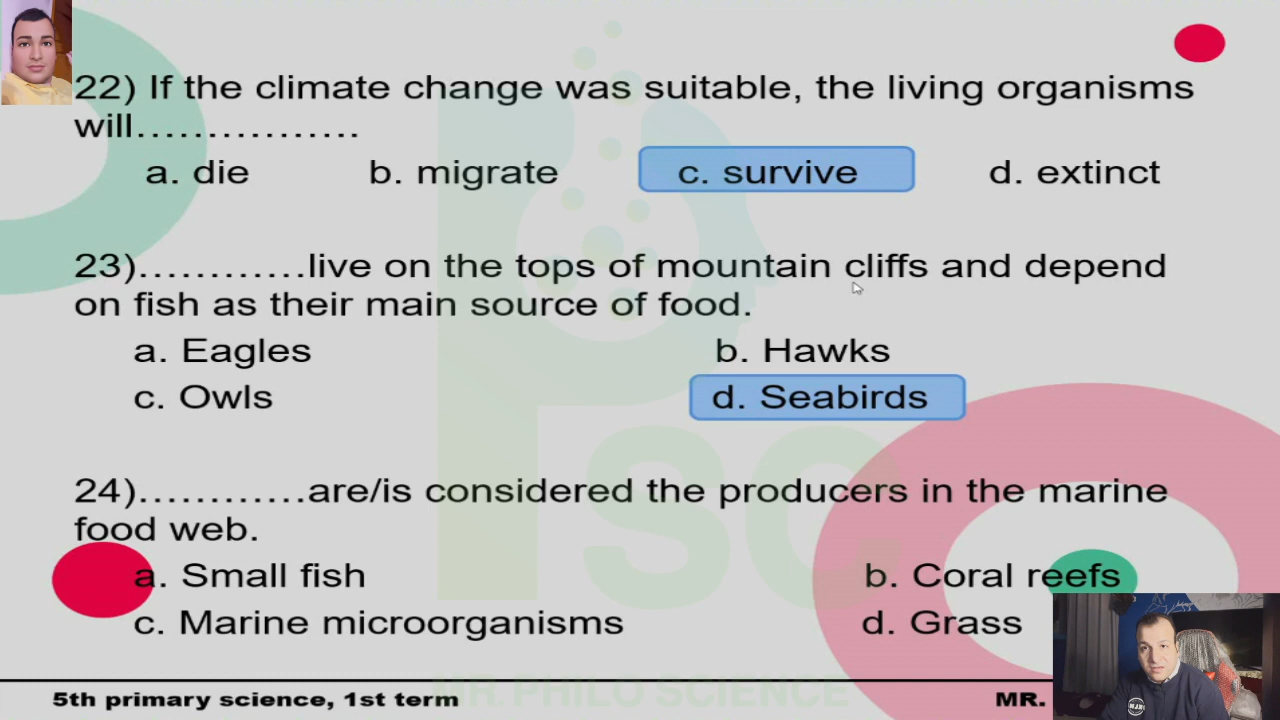 22) If the climate change was suitable, the living organisms
will................
a. die b. migrate c. survive d. extinct
23)............live on the tops of mountain cliffs and depend
on fish as their main source of food.
a. Eagles b. Hawks
c. Owls d. Seabirds
24)............are/is considered the producers in the marine
food web.
a. Small fish b. Coral reefs
c. Marine microorganisms d. Grass
MR. PHILO SCIENCE
5th primary science, 1st term MR.